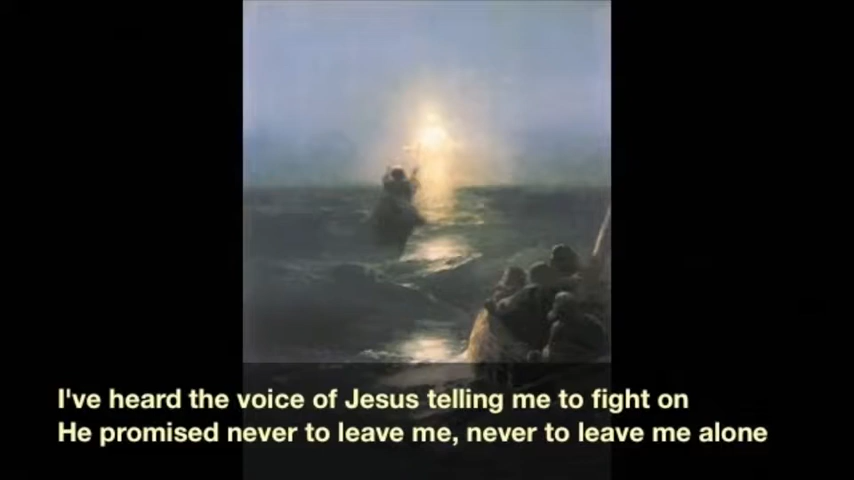 I've heard the voice of Jesus telling me to fight on
He promised never to leave me, never to leave me alone